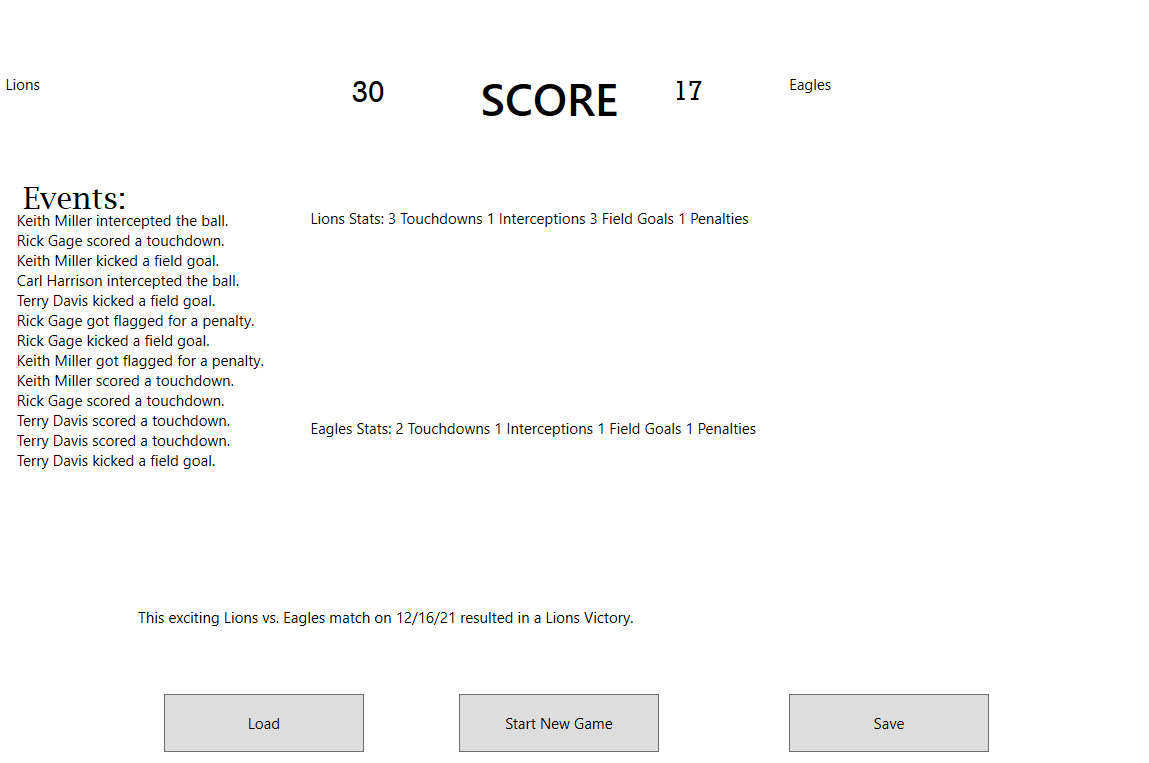 Lions 30 SCORE 17 Eagles
Events:
Keith Miller intercepted the ball.
Rick Gage scored a touchdown.
Keith Miller kicked a field goal.
Carl Harrison intercepted the ball.
Terry Davis kicked a field goal.
Rick Gage got flagged for a penalty.
Rick Gage kicked a field goal.
Keith Miller got flagged for a penalty.
Keith Miller scored a touchdown.
Rick Gage scored a touchdown.
Terry Davis scored a touchdown.
Terry Davis scored a touchdown.
Terry Davis kicked a field goal.
Lions Stats: 3 Touchdowns 1 Interceptions 3 Field Goals 1 Penalties
Eagles Stats: 2 Touchdowns 1 Interceptions 1 Field Goals 1 Penalties
This exciting Lions vs. Eagles match on 12/16/21 resulted in a Lions Victory.
Load
Start New Game
Save